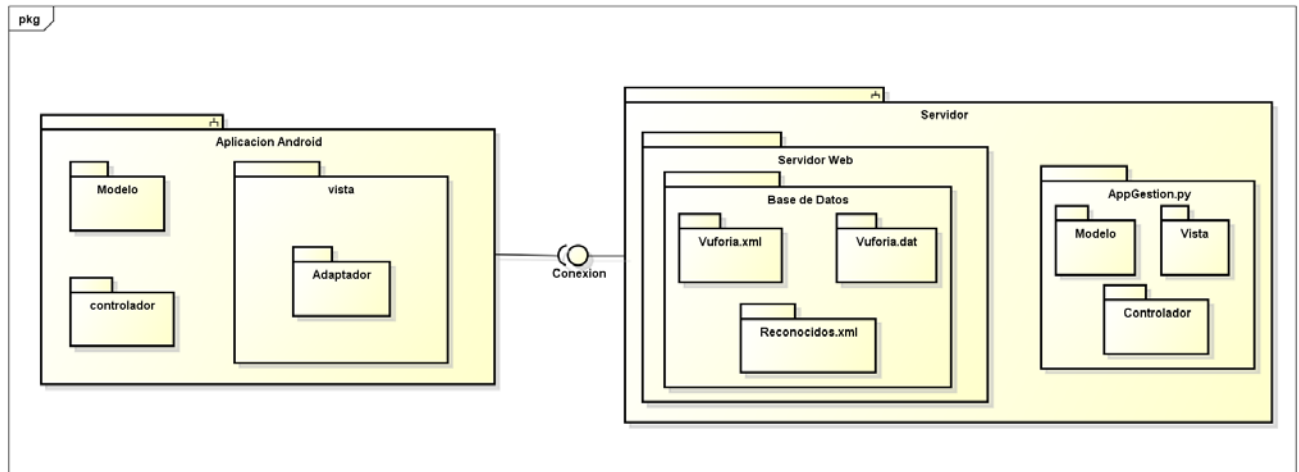 pkg
Aplicacion Android
Modelo
vista
Adaptador
controlador
Conexion
Servidor
Servidor Web
Base de Datos
Vuforia.xml
Vuforia.dat
Reconocidos.xml
AppGestion.py
Modelo
Vista
Controlador